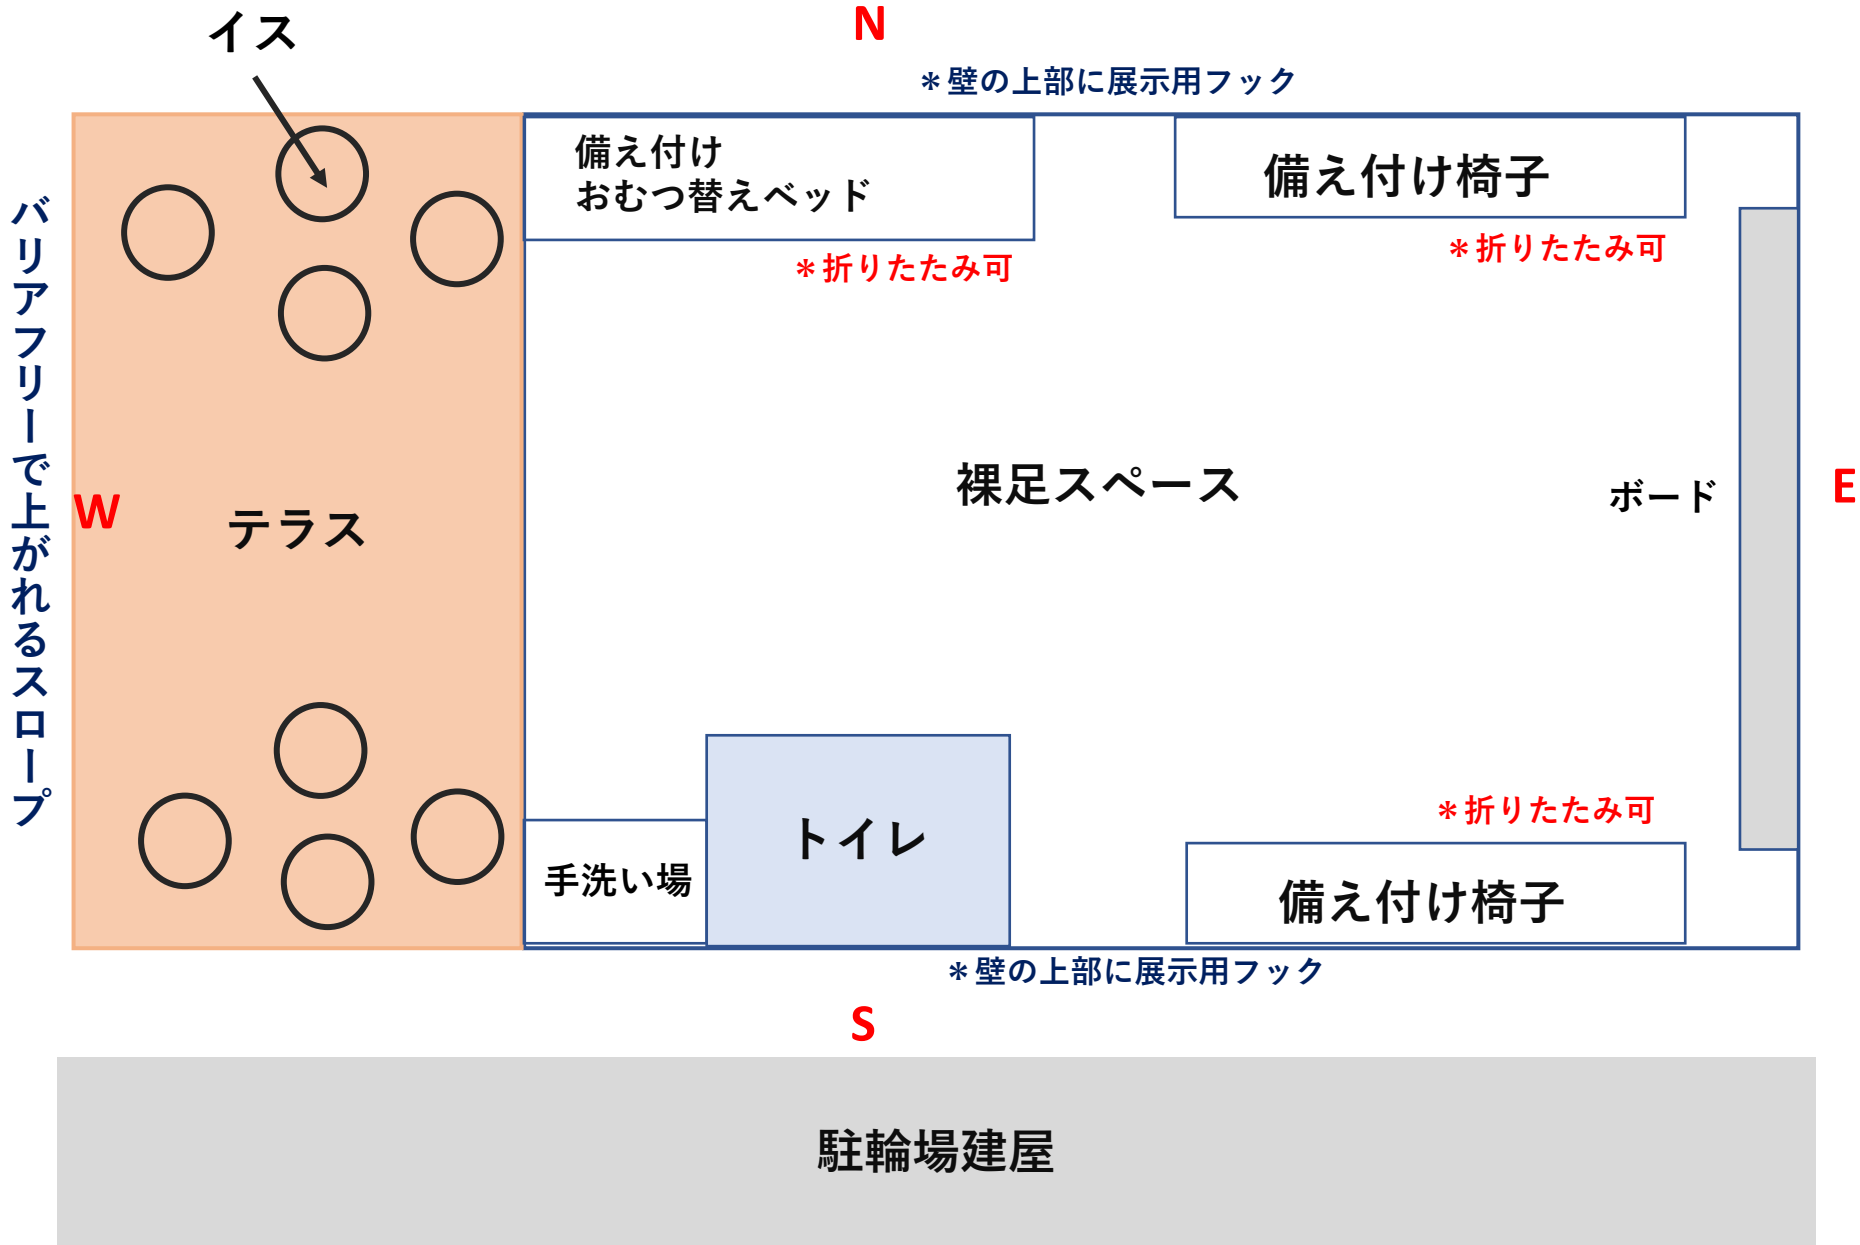 イス
N
＊壁の上部に展示用フック
備え付け
おむつ替えベッド
備え付け椅子
＊折りたたみ可
＊折りたたみ可
バリアフリーで上がれるスロープ
W
テラス
裸足スペース
ボード
E
＊折りたたみ可
トイレ
手洗い場
備え付け椅子
＊壁の上部に展示用フック
S
駐輪場建屋